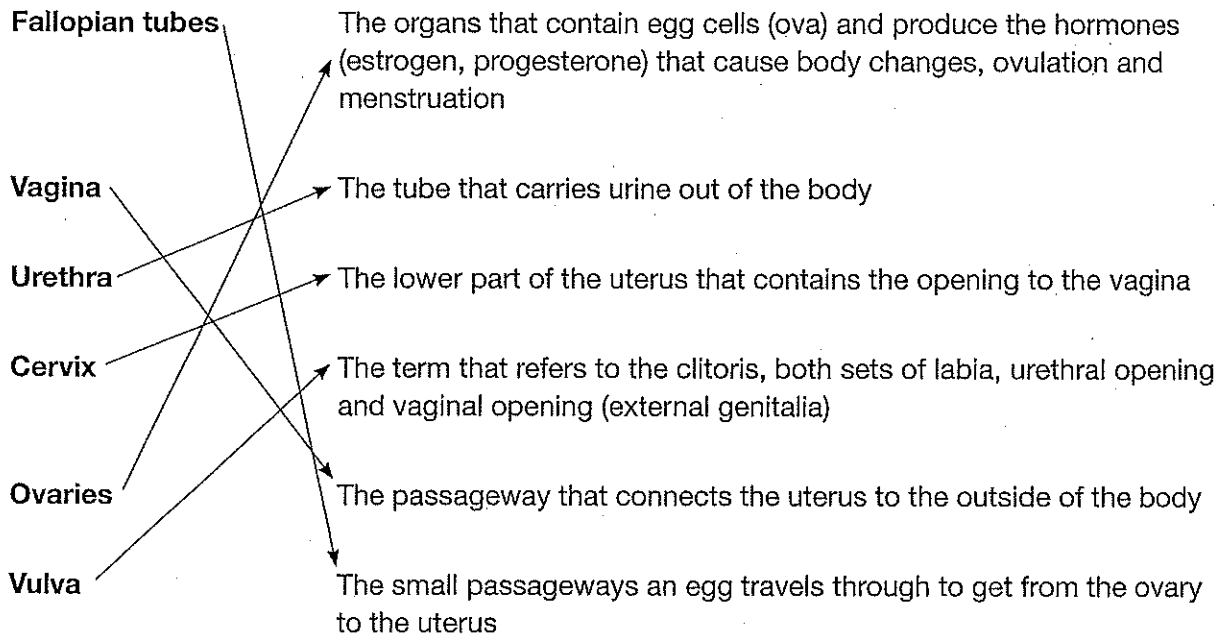 Fallopian tubes
The organs that contain egg cells (ova) and produce the hormones
(estrogen, progesterone) that cause body changes, ovulation and
menstruation
Vagina
The tube that carries urine out of the body
Urethra
The lower part of the uterus that contains the opening to the vagina
Cervix
The term that refers to the clitoris, both sets of labia, urethral opening
and vaginal opening (external genitalia)
Ovaries
The passageway that connects the uterus to the outside of the body
Vulva
The small passageways an egg travels through to get from the ovary
to the uterus